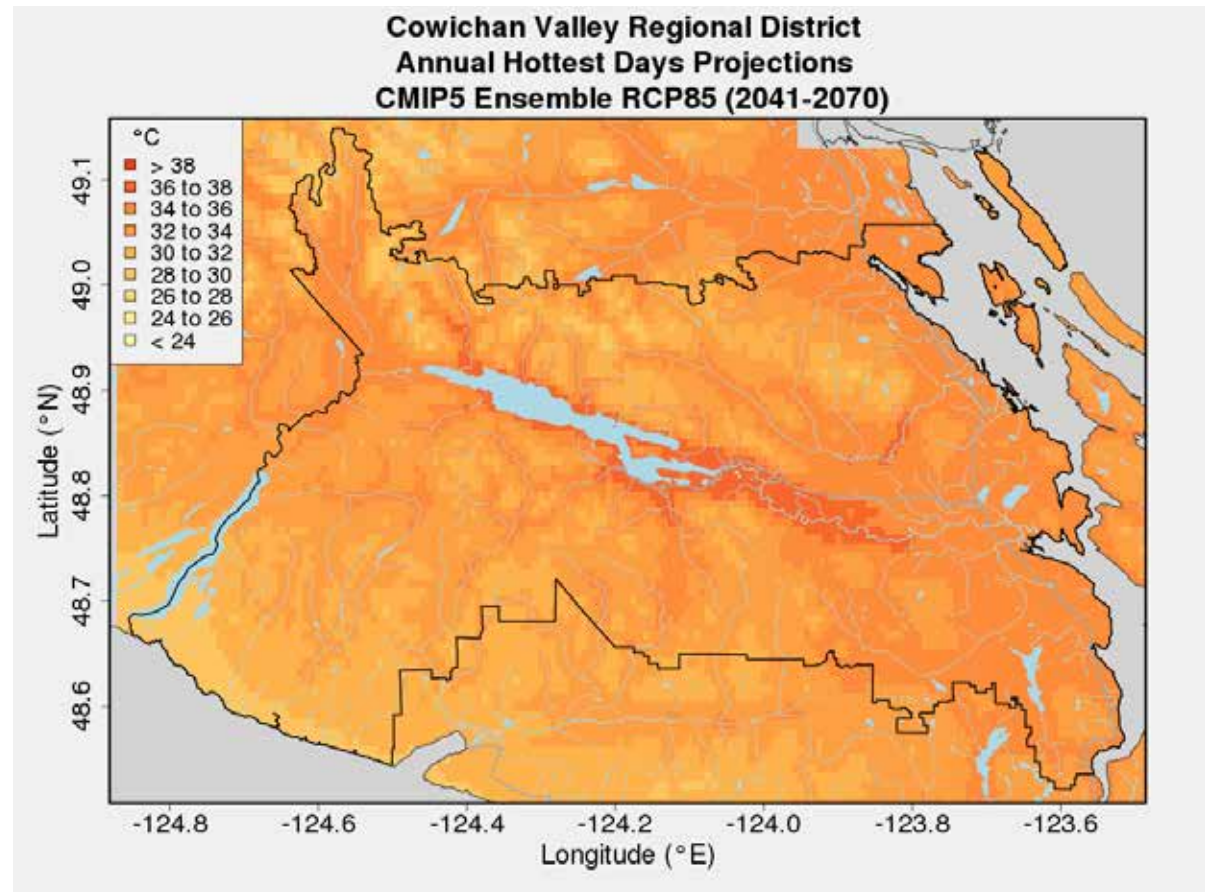 Cowichan Valley Regional District
Annual Hottest Days Projections
CMIP5 Ensemble RCP85 (2041-2070)
°C
> 38
36 to 38
34 to 36
32 to 34
30 to 32
28 to 30
26 to 28
24 to 26
< 24
Latitude (°N)
49.1
49.0
48.9
48.8
48.7
48.6
-124.8 -124.6 -124.4 -124.2 -124.0 -123.8 -123.6
Longitude (°E)